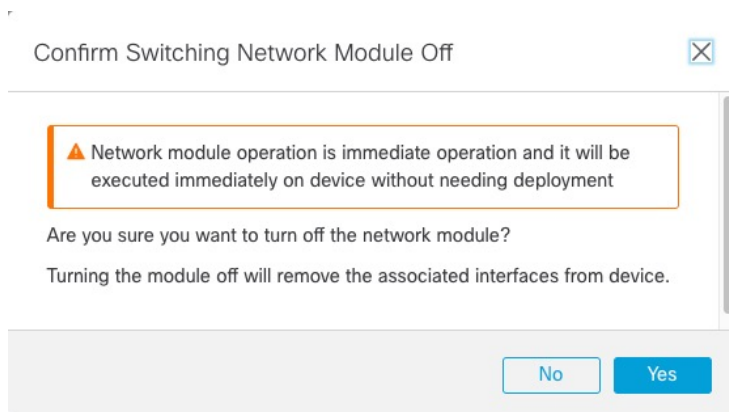 Confirm Switching Network Module Off
Network module operation is immediate operation and it will be
executed immediately on device without needing deployment
Are you sure you want to turn off the network module?
Turning the module off will remove the associated interfaces from device.
No
Yes